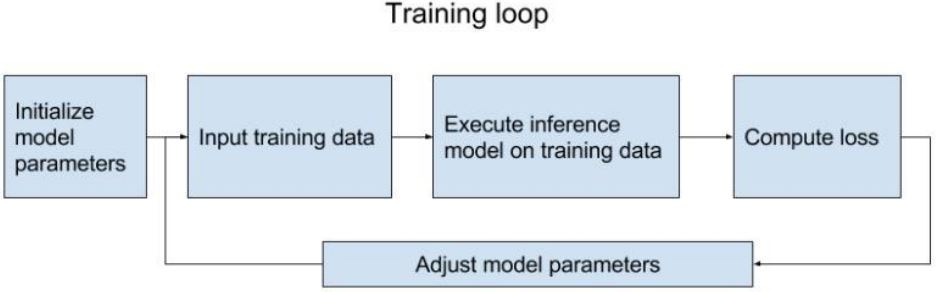 Training loop
Initialize
model
parameters
Input training data
Execute inference
model on training data
Compute loss
Adjust model parameters